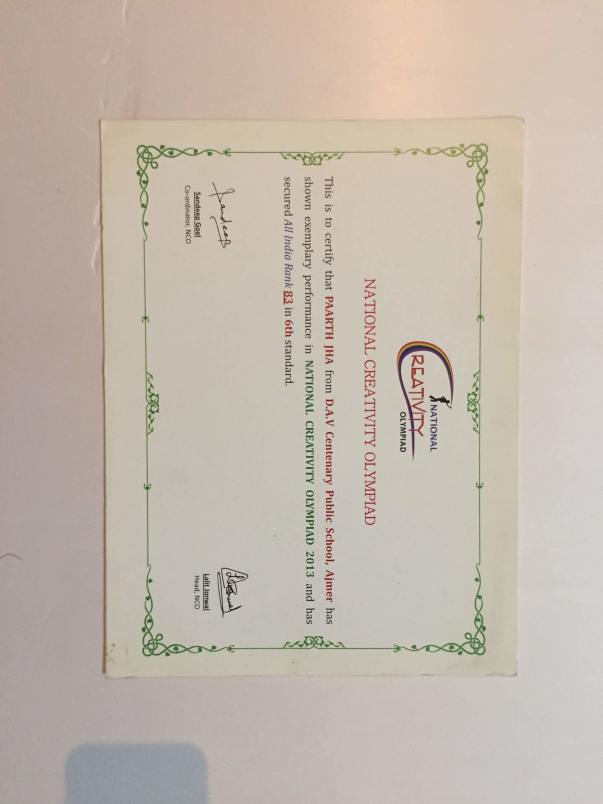 NATIONAL
CREATIVITY
OLYMPIAD
NATIONAL CREATIVITY OLYMPIAD
This is to certify that PAARTH JHA from D.A.V Centenary Public School, Ajmer has
shown exemplary performance in NATIONAL CREATIVITY OLYMPIAD 2013 and has
secured All India Rank 83 in 6th standard.
Sandeep
Sandeep Goel
Co-ordinator, NCO
Lalit Jonwal
Head, NCO